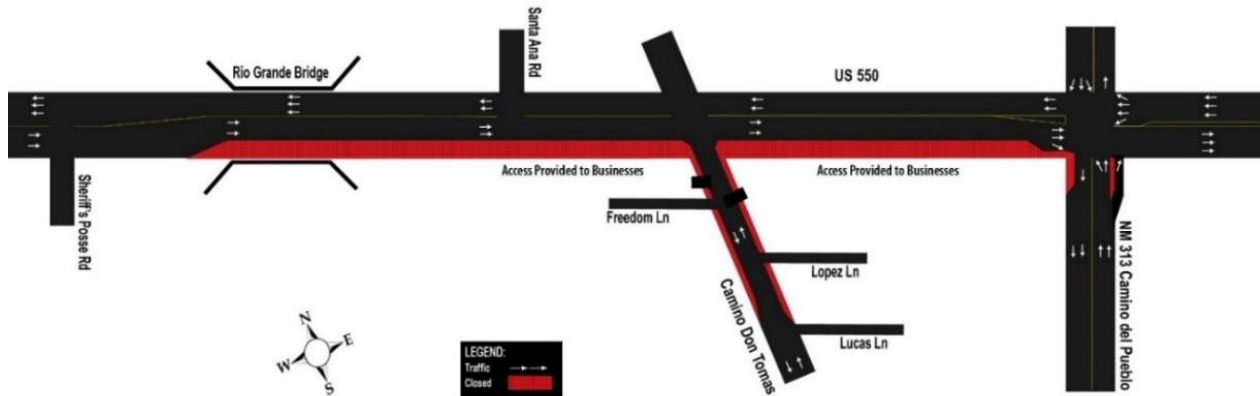 Santa Ana Rd
Rio Grande Bridge
US 550
Access Provided to Businesses
Access Provided to Businesses
Sheriff's Posse Rd
Freedom Ln
Lopez Ln
Camino Don Tomas
Lucas Ln
NM 313 Camino del Pueblo
N
E
W
S
LEGEND:
Traffic
Closed